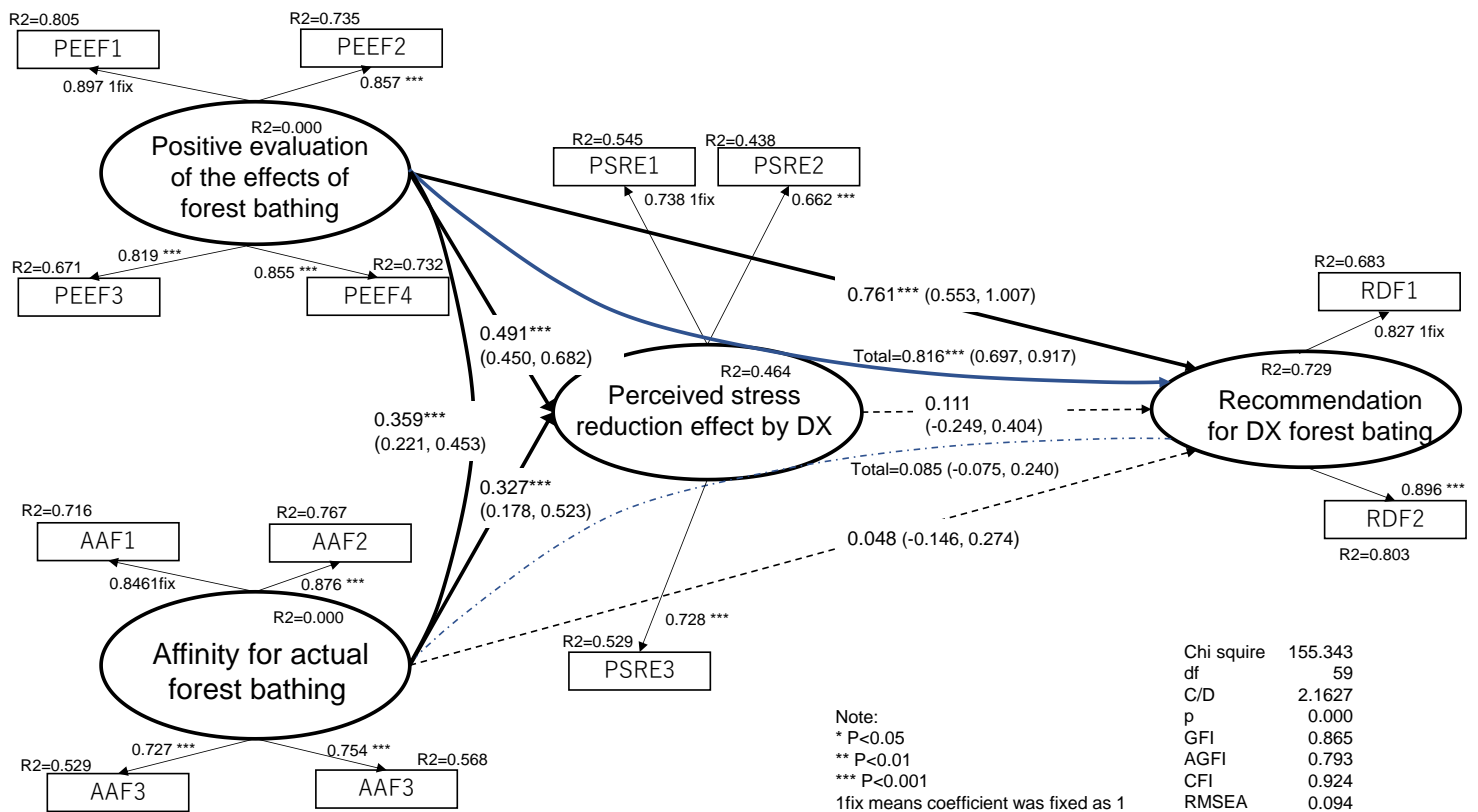 R2=0.805
PEEF1
0.897 1fix
R2=0.735
PEEF2
0.857 ***
R2=0.000
Positive evaluation
of the effects of
forest bathing
0.819 ***
R2=0.671
PEEF3
0.855 ***
R2=0.732
PEEF4
R2=0.545
PSRE1
0.738 1fix
R2=0.438
PSRE2
0.662 ***
0.761*** (0.553, 1.007)
R2=0.683
RDF1
0.827 1fix
0.491***
(0.450, 0.682)
Total=0.816*** (0.697, 0.917)
R2=0.464
Perceived stress
reduction effect by DX
R2=0.729
Recommendation
for DX forest bating
0.359***
(0.221, 0.453)
0.111
(-0.249, 0.404)
Total=0.085 (-0.075, 0.240)
0.327***
(0.178, 0.523)
0.896 ***
RDF2
R2=0.803
0.048 (-0.146, 0.274)
R2=0.716
AAF1
0.8461fix
R2=0.767
AAF2
0.876 ***
R2=0.000
Affinity for actual
forest bathing
0.728 ***
R2=0.529
PSRE3
0.727 ***
R2=0.529
AAF3
0.754 ***
R2=0.568
AAF3
Note:
* P<0.05
** P<0.01
*** P<0.001
1fix means coefficient was fixed as 1
Chi squire 155.343
df 59
C/D 2.1627
p 0.000
GFI 0.865
AGFI 0.793
CFI 0.924
RMSEA 0.094